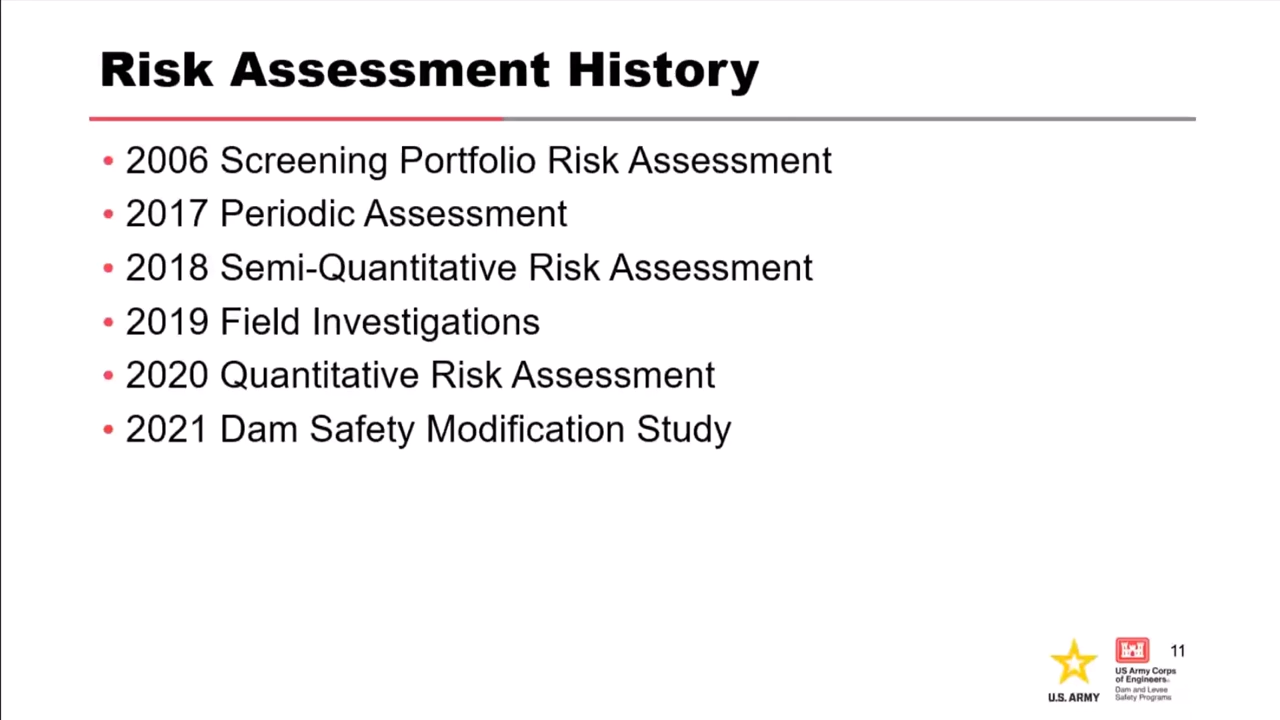 Risk Assessment History
• 2006 Screening Portfolio Risk Assessment
• 2017 Periodic Assessment
• 2018 Semi-Quantitative Risk Assessment
• 2019 Field Investigations
• 2020 Quantitative Risk Assessment
• 2021 Dam Safety Modification Study
U.S. ARMY
US Army Corps
of Engineers®
Dam and Levee
Safety Programs
11